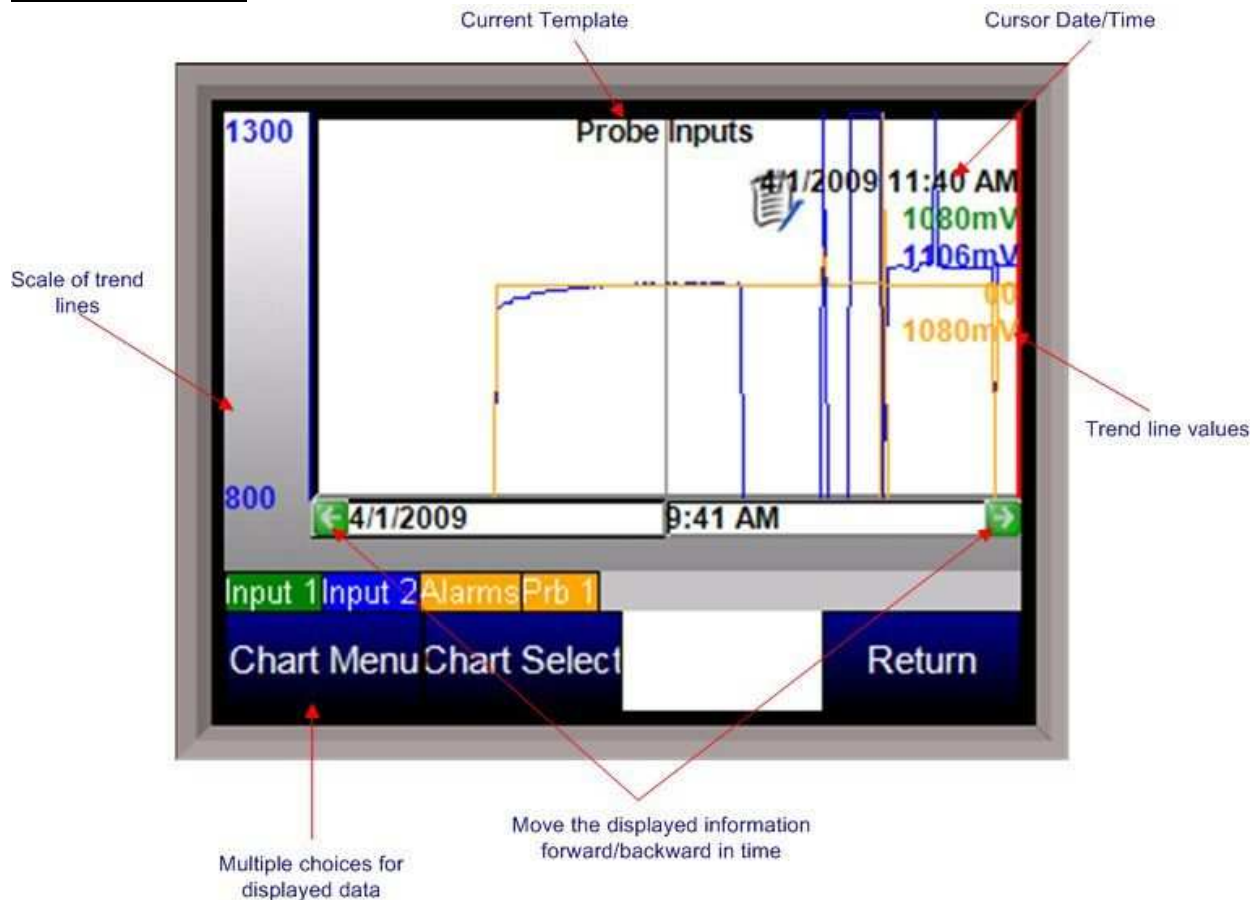 Current Template
Cursor Date/Time
1300
Probe Inputs
4/1/2009 11:40 AM
1080mV
1106mV
00
1080mV
Scale of trend
lines
Trend line values
800
4/1/2009
9:41 AM
Input 1
Input 2
Alarms
Prb 1
Chart Menu
Chart Select
Return
Move the displayed information
forward/backward in time
Multiple choices for
displayed data